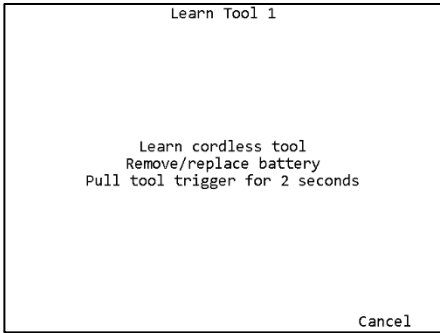 Learn Tool 1
Learn cordless tool
Remove/replace battery
Pull tool trigger for 2 seconds
Cancel